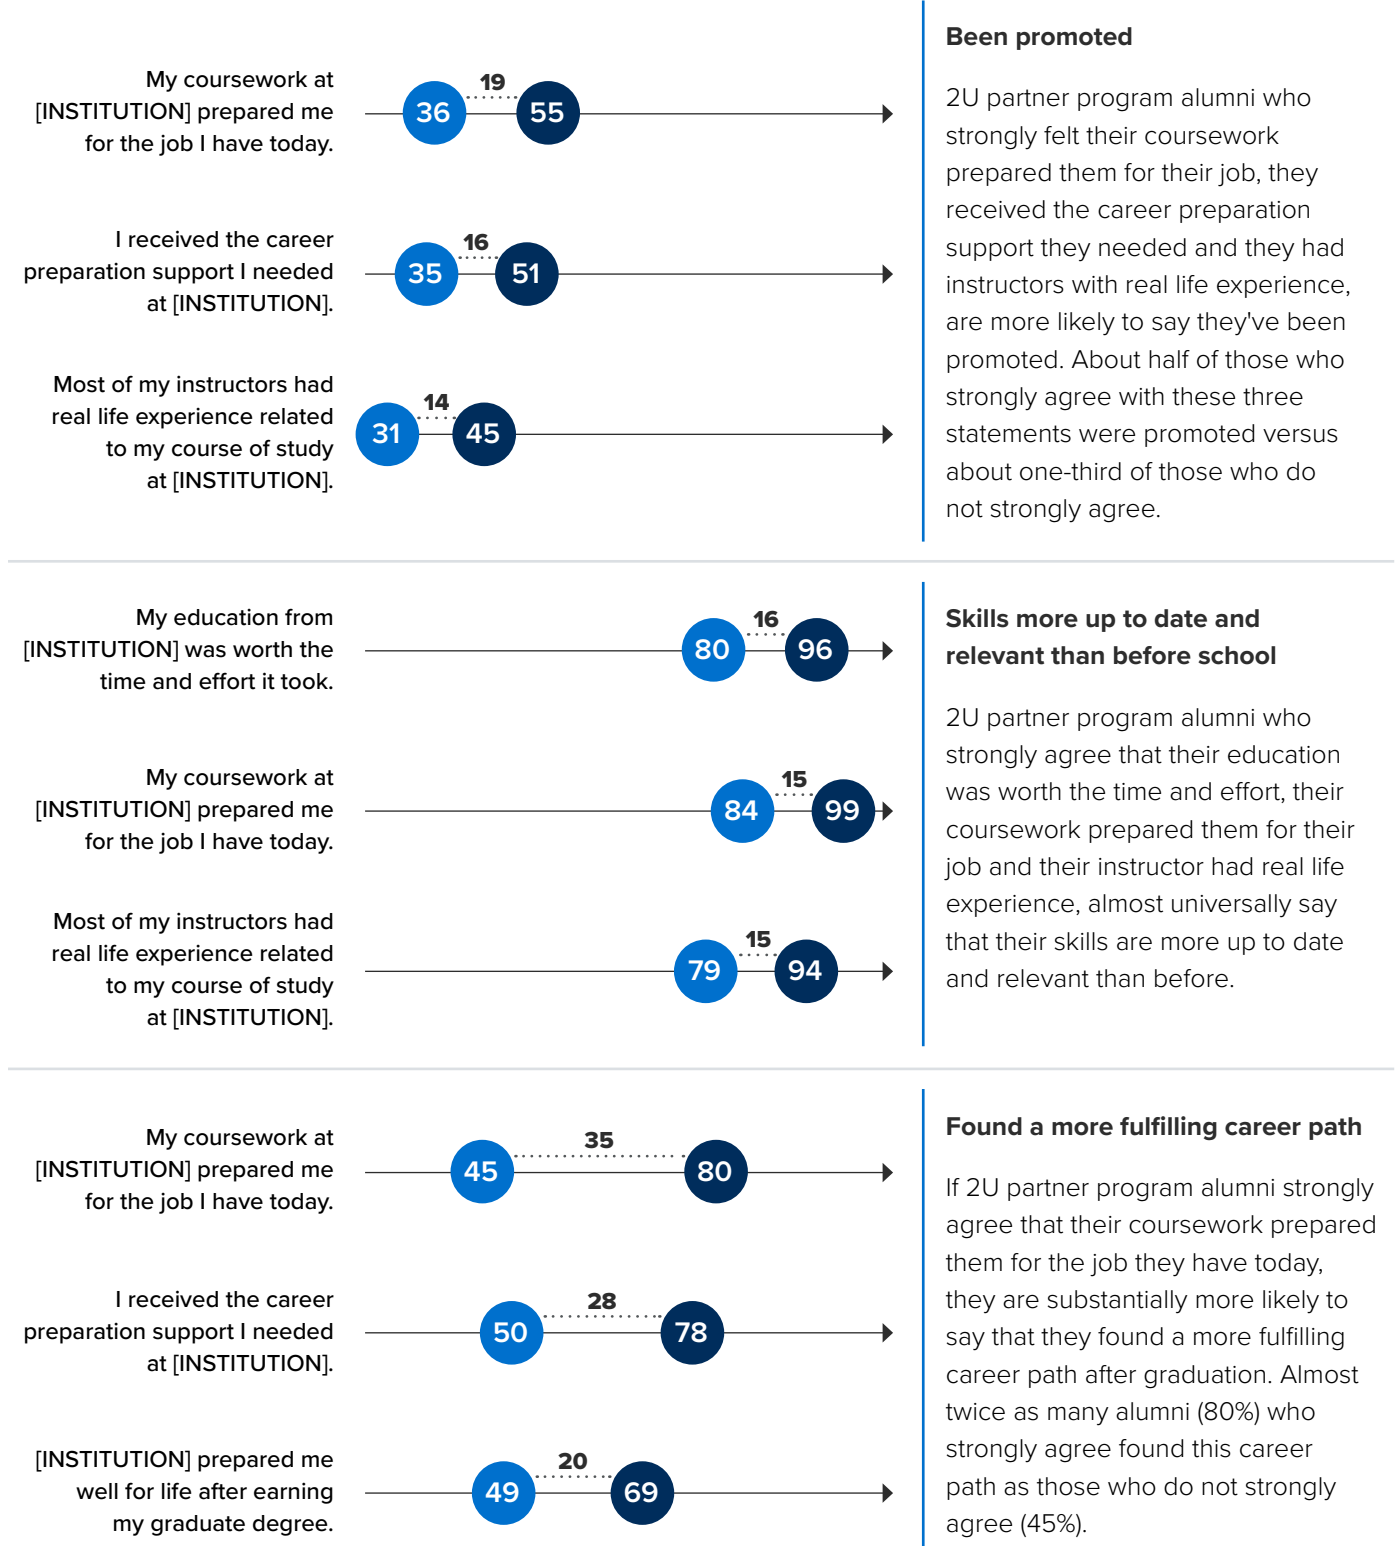 My coursework at
[INSTITUTION] prepared me
for the job I have today.
36
19
55
I received the career
preparation support I needed
at [INSTITUTION].
35
16
51
Most of my instructors had
real life experience related
to my course of study
at [INSTITUTION].
31
14
45
Been promoted
2U partner program alumni who
strongly felt their coursework
prepared them for their job, they
received the career preparation
support they needed and they had
instructors with real life experience,
are more likely to say they've been
promoted. About half of those who
strongly agree with these three
statements were promoted versus
about one-third of those who do
not strongly agree.
My education from
[INSTITUTION] was worth the
time and effort it took.
80
16
96
My coursework at
[INSTITUTION] prepared me
for the job I have today.
84
15
99
Most of my instructors had
real life experience related
to my course of study
at [INSTITUTION].
79
15
94
Skills more up to date and
relevant than before school
2U partner program alumni who
strongly agree that their education
was worth the time and effort, their
coursework prepared them for their
job and their instructor had real life
experience, almost universally say
that their skills are more up to date
and relevant than before.
My coursework at
[INSTITUTION] prepared me
for the job I have today.
45
35
80
I received the career
preparation support I needed
at [INSTITUTION].
50
28
78
[INSTITUTION] prepared me
well for life after earning
my graduate degree.
49
20
69
Found a more fulfilling career path
If 2U partner program alumni strongly
agree that their coursework prepared
them for the job they have today,
they are substantially more likely to
say that they found a more fulfilling
career path after graduation. Almost
twice as many alumni (80%) who
strongly agree found this career
path as those who do not strongly
agree (45%).